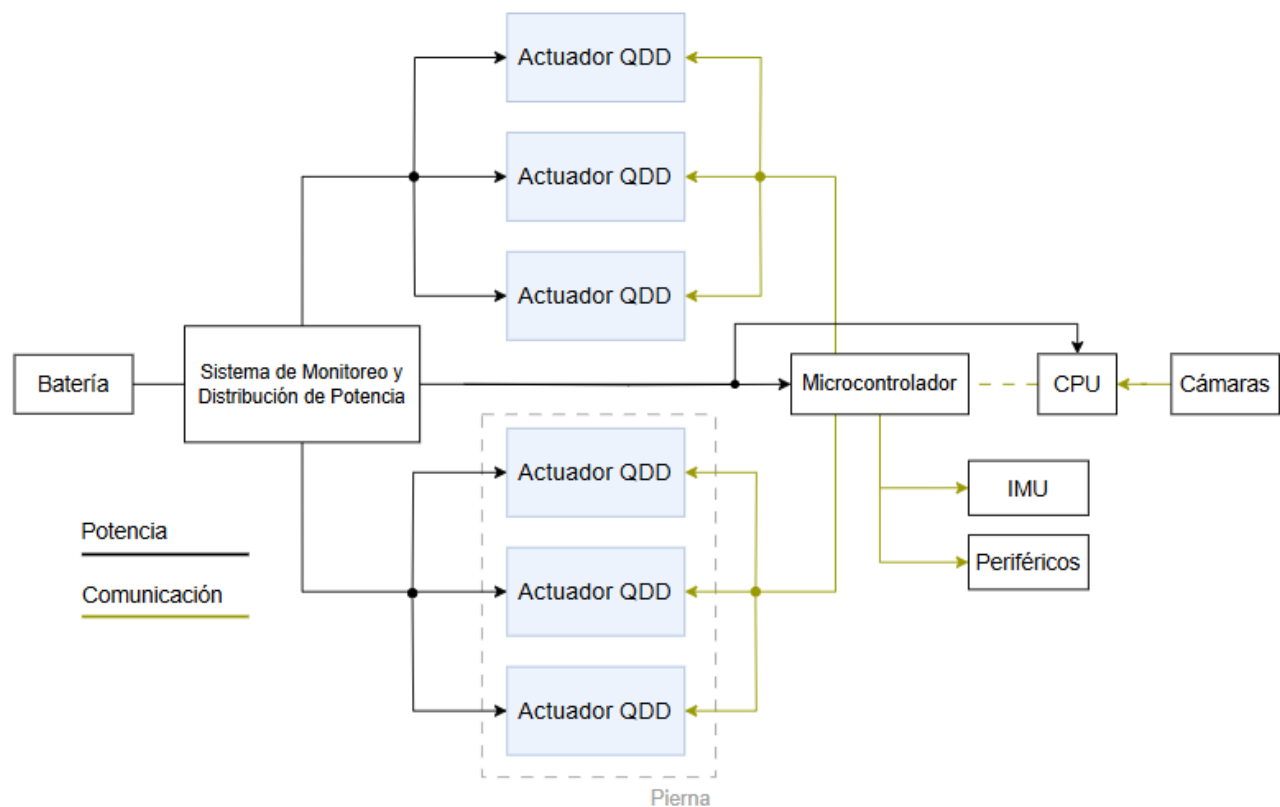 Actuador QDD
Actuador QDD
Actuador QDD
Batería
Sistema de Monitoreo y
Distribución de Potencia
Microcontrolador
CPU
Cámaras
Actuador QDD
IMU
Potencia
Periféricos
Comunicación
Actuador QDD
Actuador QDD
Pierna